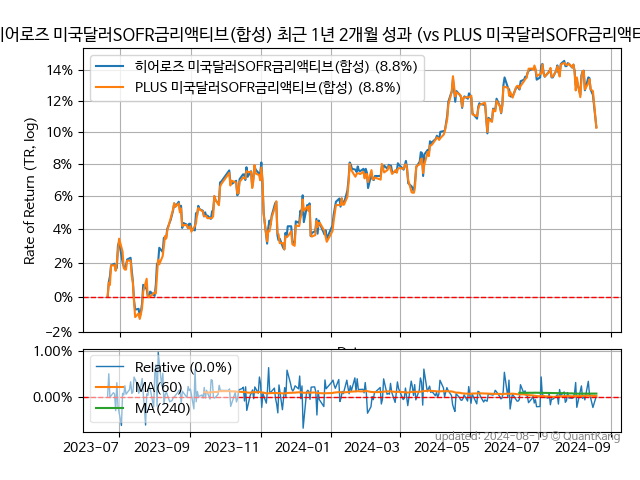 히어로즈 미국달러SOFR금리액티브(합성) 최근 1년 2개월 성과 (vs PLUS 미국달러SOFR금리액티
히어로즈 미국달러SOFR금리액티브(합성) (8.8%)
PLUS 미국달러SOFR금리액티브(합성) (8.8%)
Rate of Return (TR, log)
14%
12%
10%
8%
6%
4%
2%
0%
−2%
1.00%
0.00%
Relative (0.0%)
MA(60)
MA(240)
2023-07 2023-09 2023-11 2024-01 2024-03 2024-05 2024-07 2024-09
updated: 2024-08-19 © QuantKang